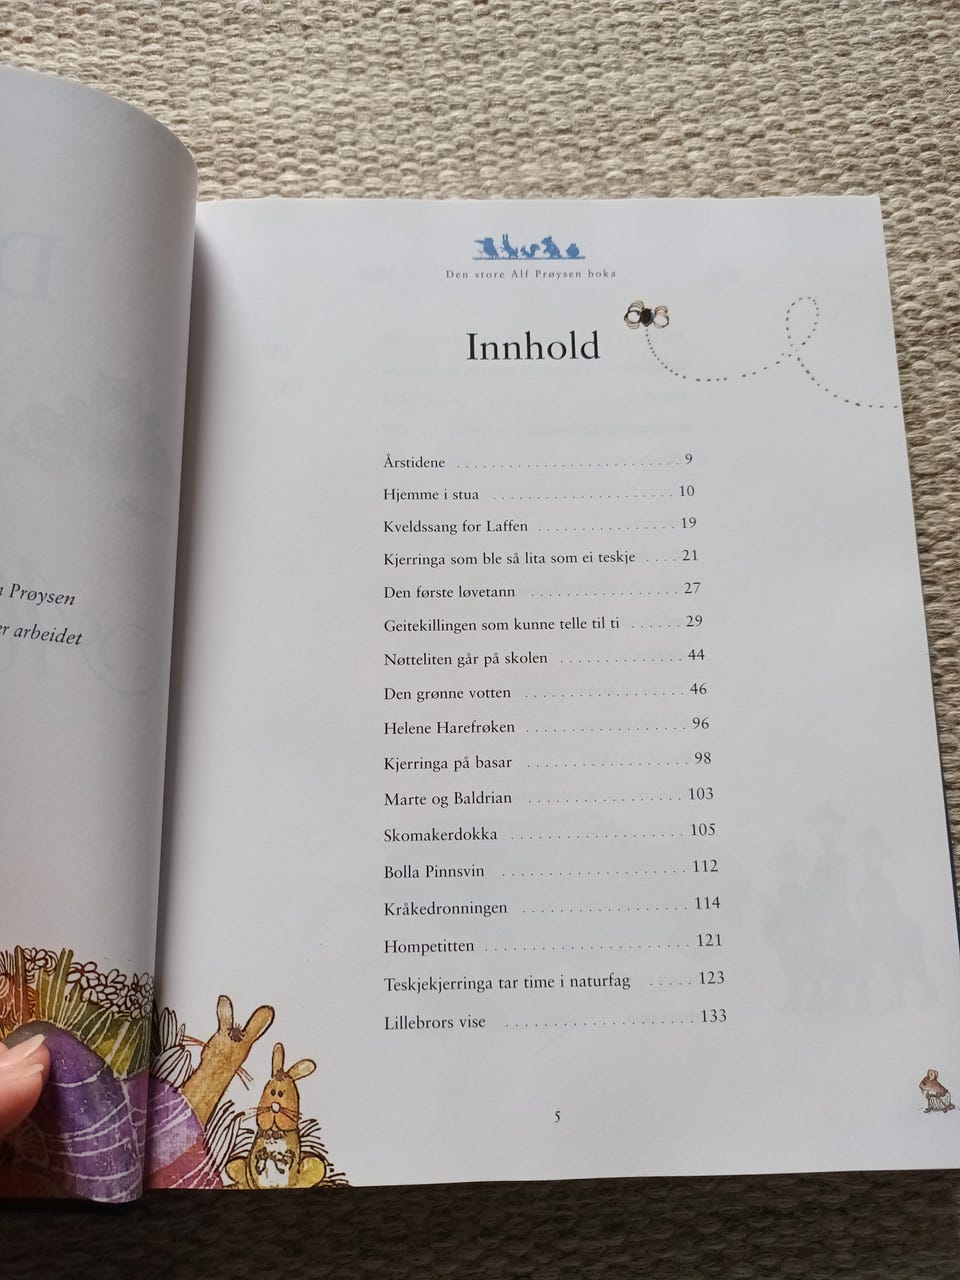 Prøysen
arbeidet
Den store Alf Prøysen boka
Innhold
Årstidene . . . . . . . . . . . . . . . . . . . . . . . . . . 9
Hjemme i stua . . . . . . . . . . . . . . . . . . . . . 10
Kveldssang for Laffen . . . . . . . . . . . . . . . . 19
Kjerringa som ble så lita som ei teskje . . . . 21
Den første løvetann . . . . . . . . . . . . . . . . . . 27
Geitekillingen som kunne telle til ti . . . . . . 29
Nøtteliten går på skolen . . . . . . . . . . . . . . 44
Den grønne votten . . . . . . . . . . . . . . . . . . 46
Helene Harefrøken . . . . . . . . . . . . . . . . . . 96
Kjerringa på basar . . . . . . . . . . . . . . . . . . 98
Marte og Baldrian . . . . . . . . . . . . . . . . . 103
Skomakerdokka . . . . . . . . . . . . . . . . . . . 105
Bolla Pinnsvin . . . . . . . . . . . . . . . . . . . . 112
Kråkedronningen . . . . . . . . . . . . . . . . . . 114
Hompetitten . . . . . . . . . . . . . . . . . . . . . . 121
Teskjekjerringa tar time i naturfag . . . . . 123
Lillebrors vise . . . . . . . . . . . . . . . . . . . . 133
5